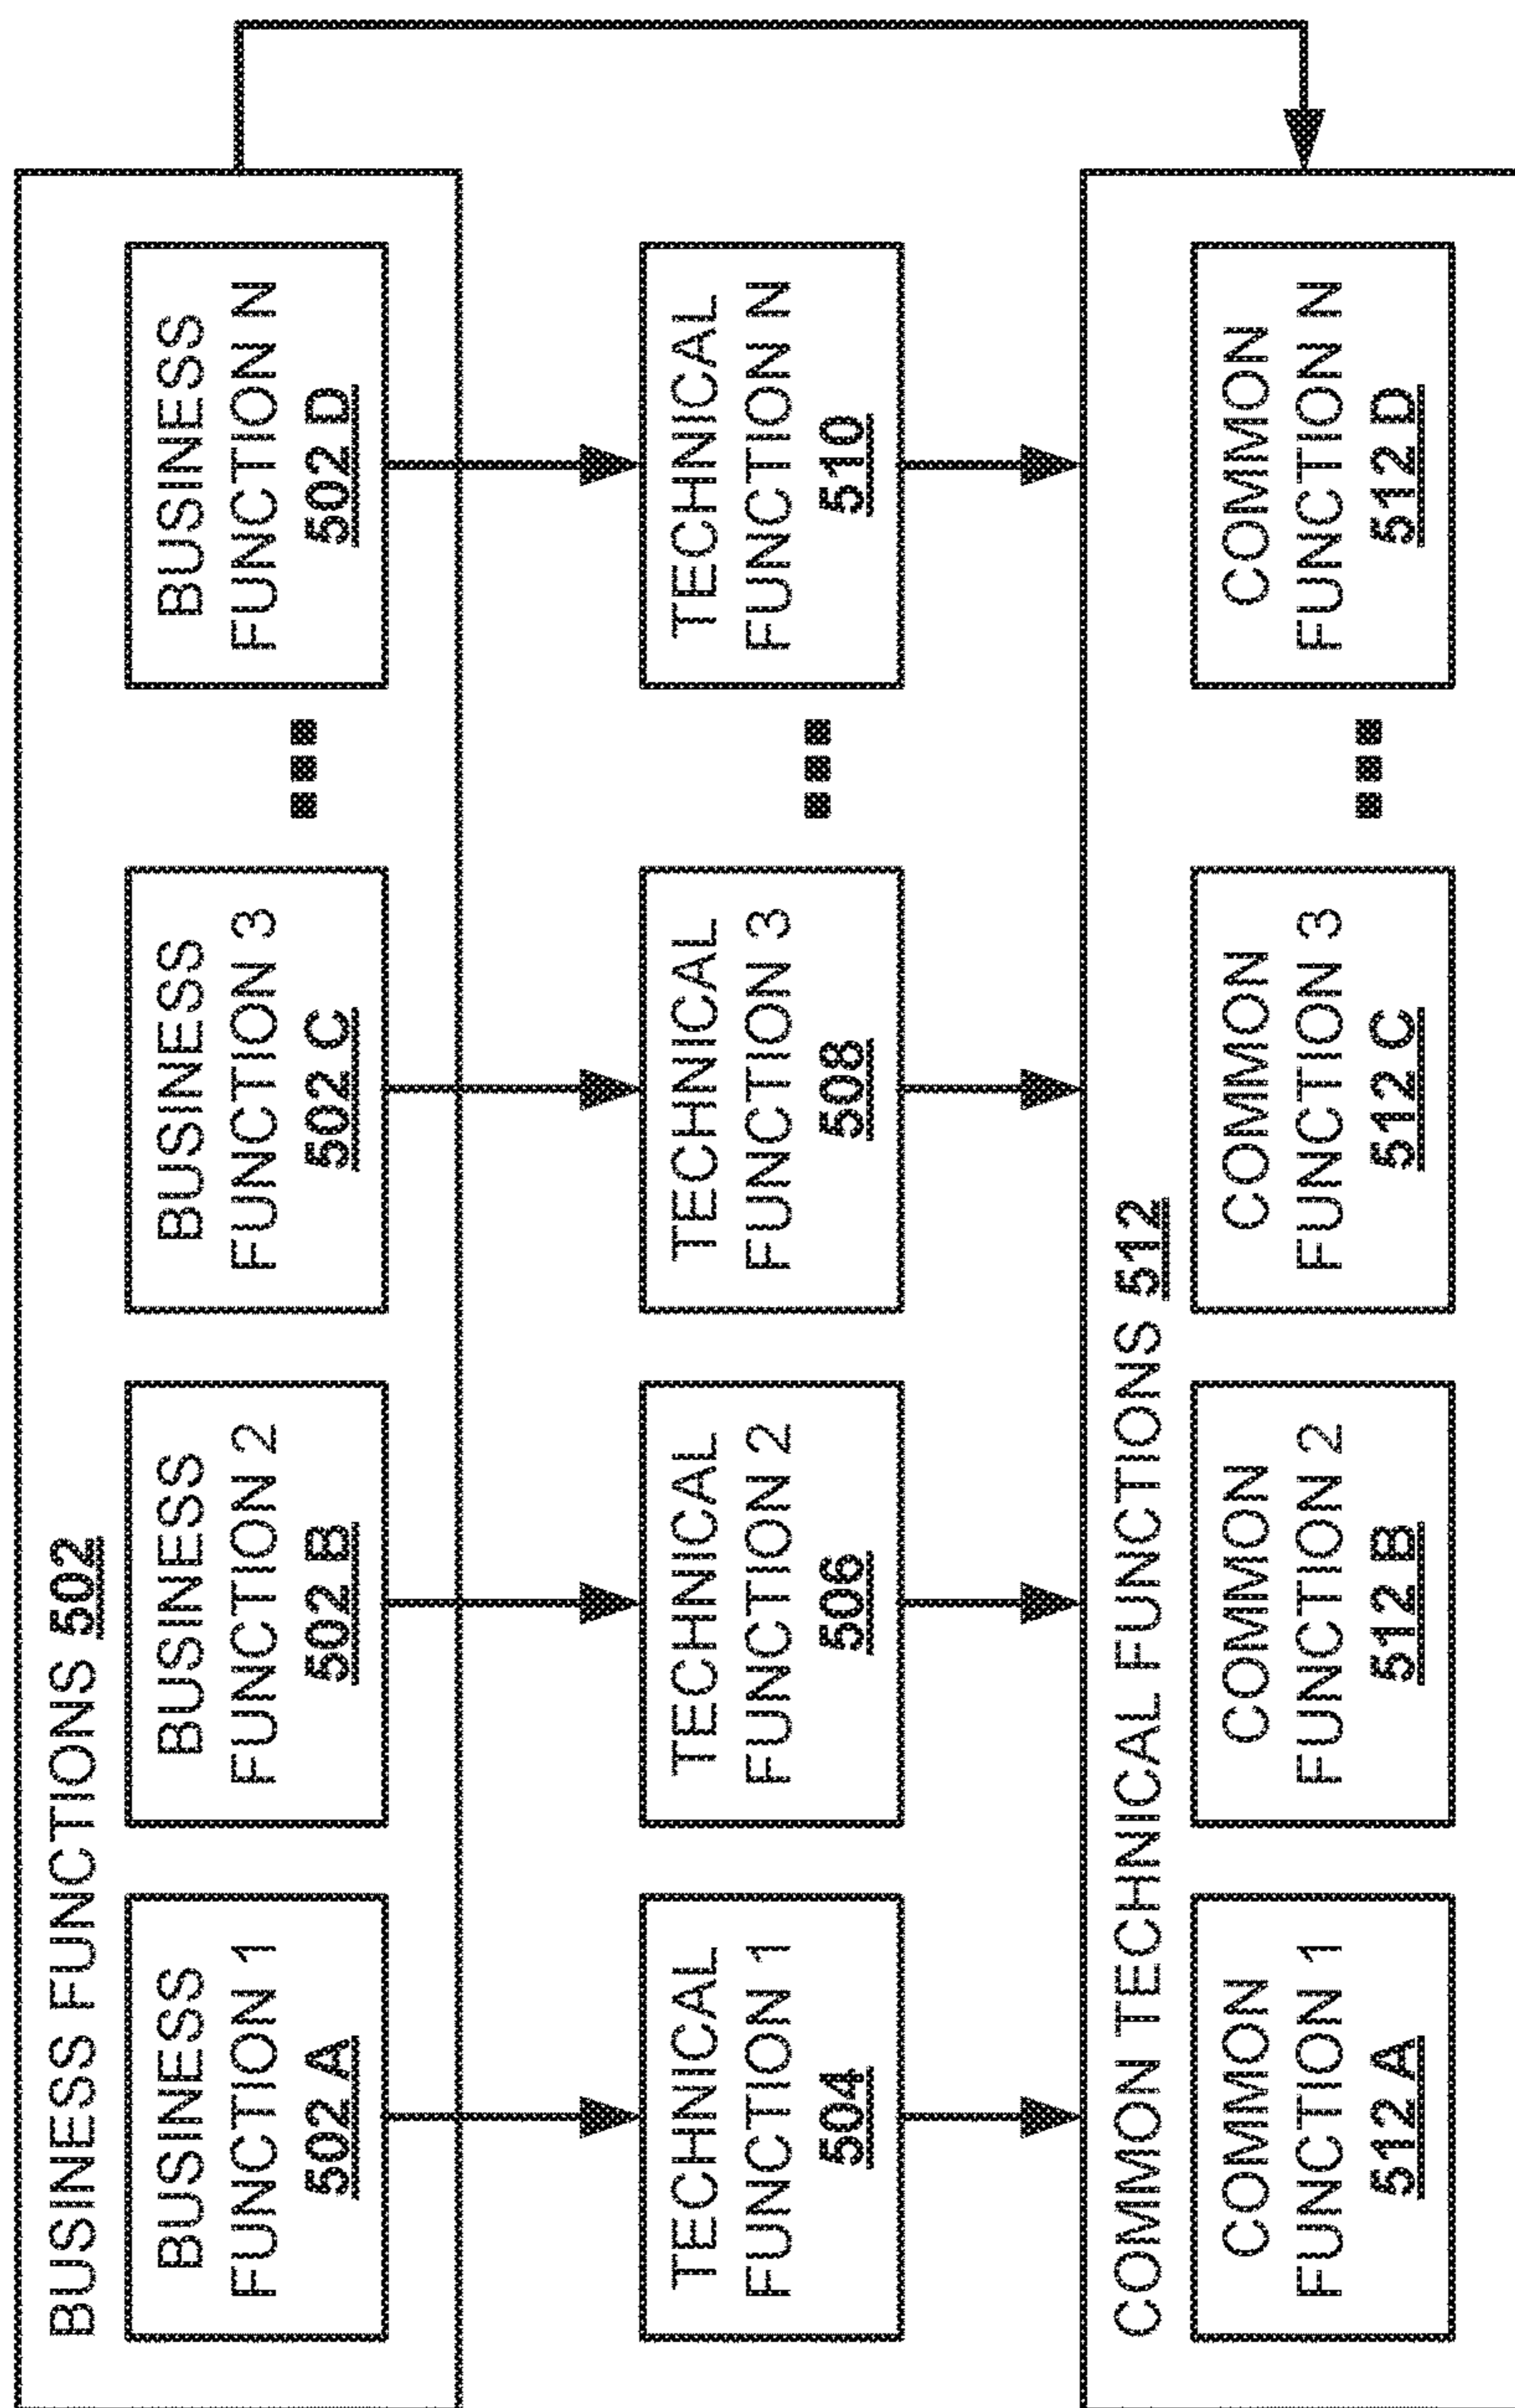 BUSINESS FUNCTIONS 502
BUSINESS
FUNCTION 1
502 A
BUSINESS
FUNCTION 2
502 B
BUSINESS
FUNCTION 3
502 C
BUSINESS
FUNCTION N
502 D
TECHNICAL
FUNCTION 1
504
TECHNICAL
FUNCTION 2
506
TECHNICAL
FUNCTION 3
508
TECHNICAL
FUNCTION N
510
COMMON TECHNICAL FUNCTIONS 512
COMMON
FUNCTION 1
512 A
COMMON
FUNCTION 2
512 B
COMMON
FUNCTION 3
512 C
COMMON
FUNCTION N
512 D